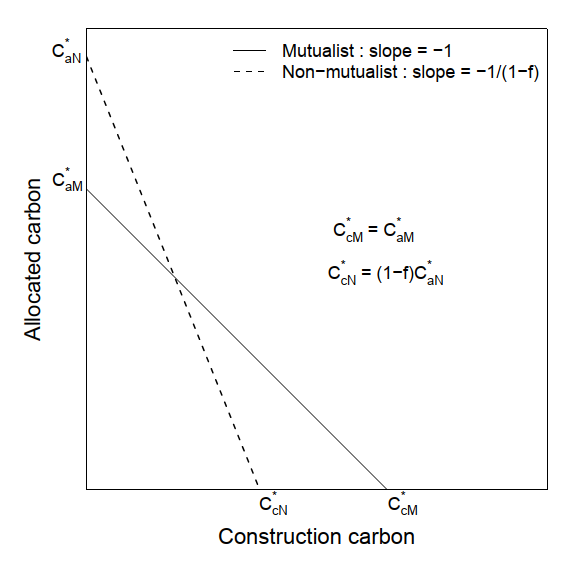 C*aN
Mutualist : slope = −1
Non−mutualist : slope = −1/(1−f)
C*aM
C*cM = C*aM
C*cN = (1−f)C*aN
Allocated carbon
C*cN
C*cM
Construction carbon